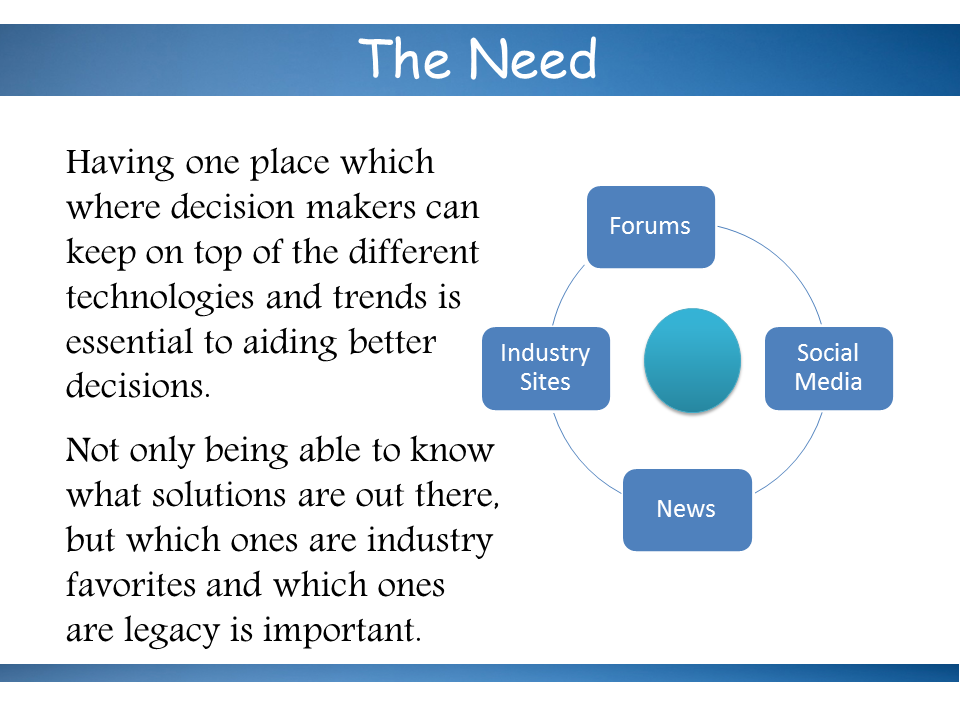 The Need
Having one place which
where decision makers can
keep on top of the different
technologies and trends is
essential to aiding better
decisions.
Not only being able to know
what solutions are out there,
but which ones are industry
favorites and which ones
are legacy is important.
Forums
Industry
Sites
Social
Media
News